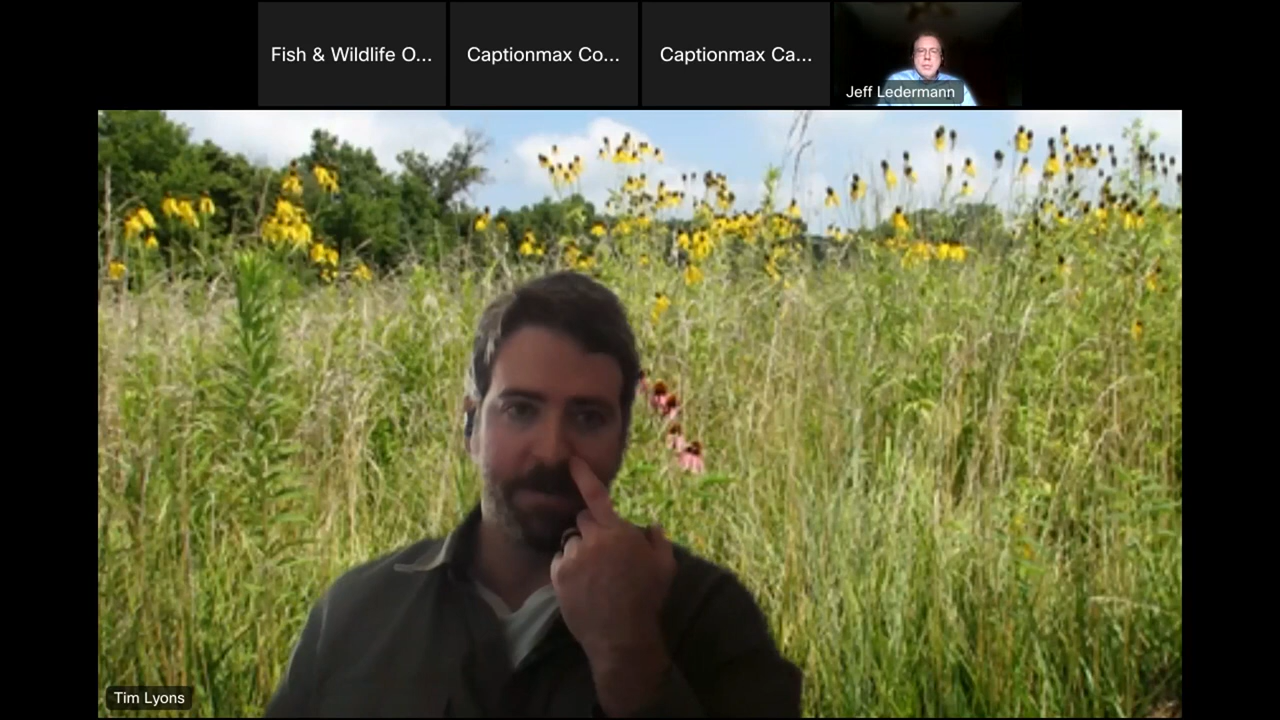 Fish & Wildlife O...
Captionmax Co...
Captionmax Ca...
Jeff Ledermann
Tim Lyons